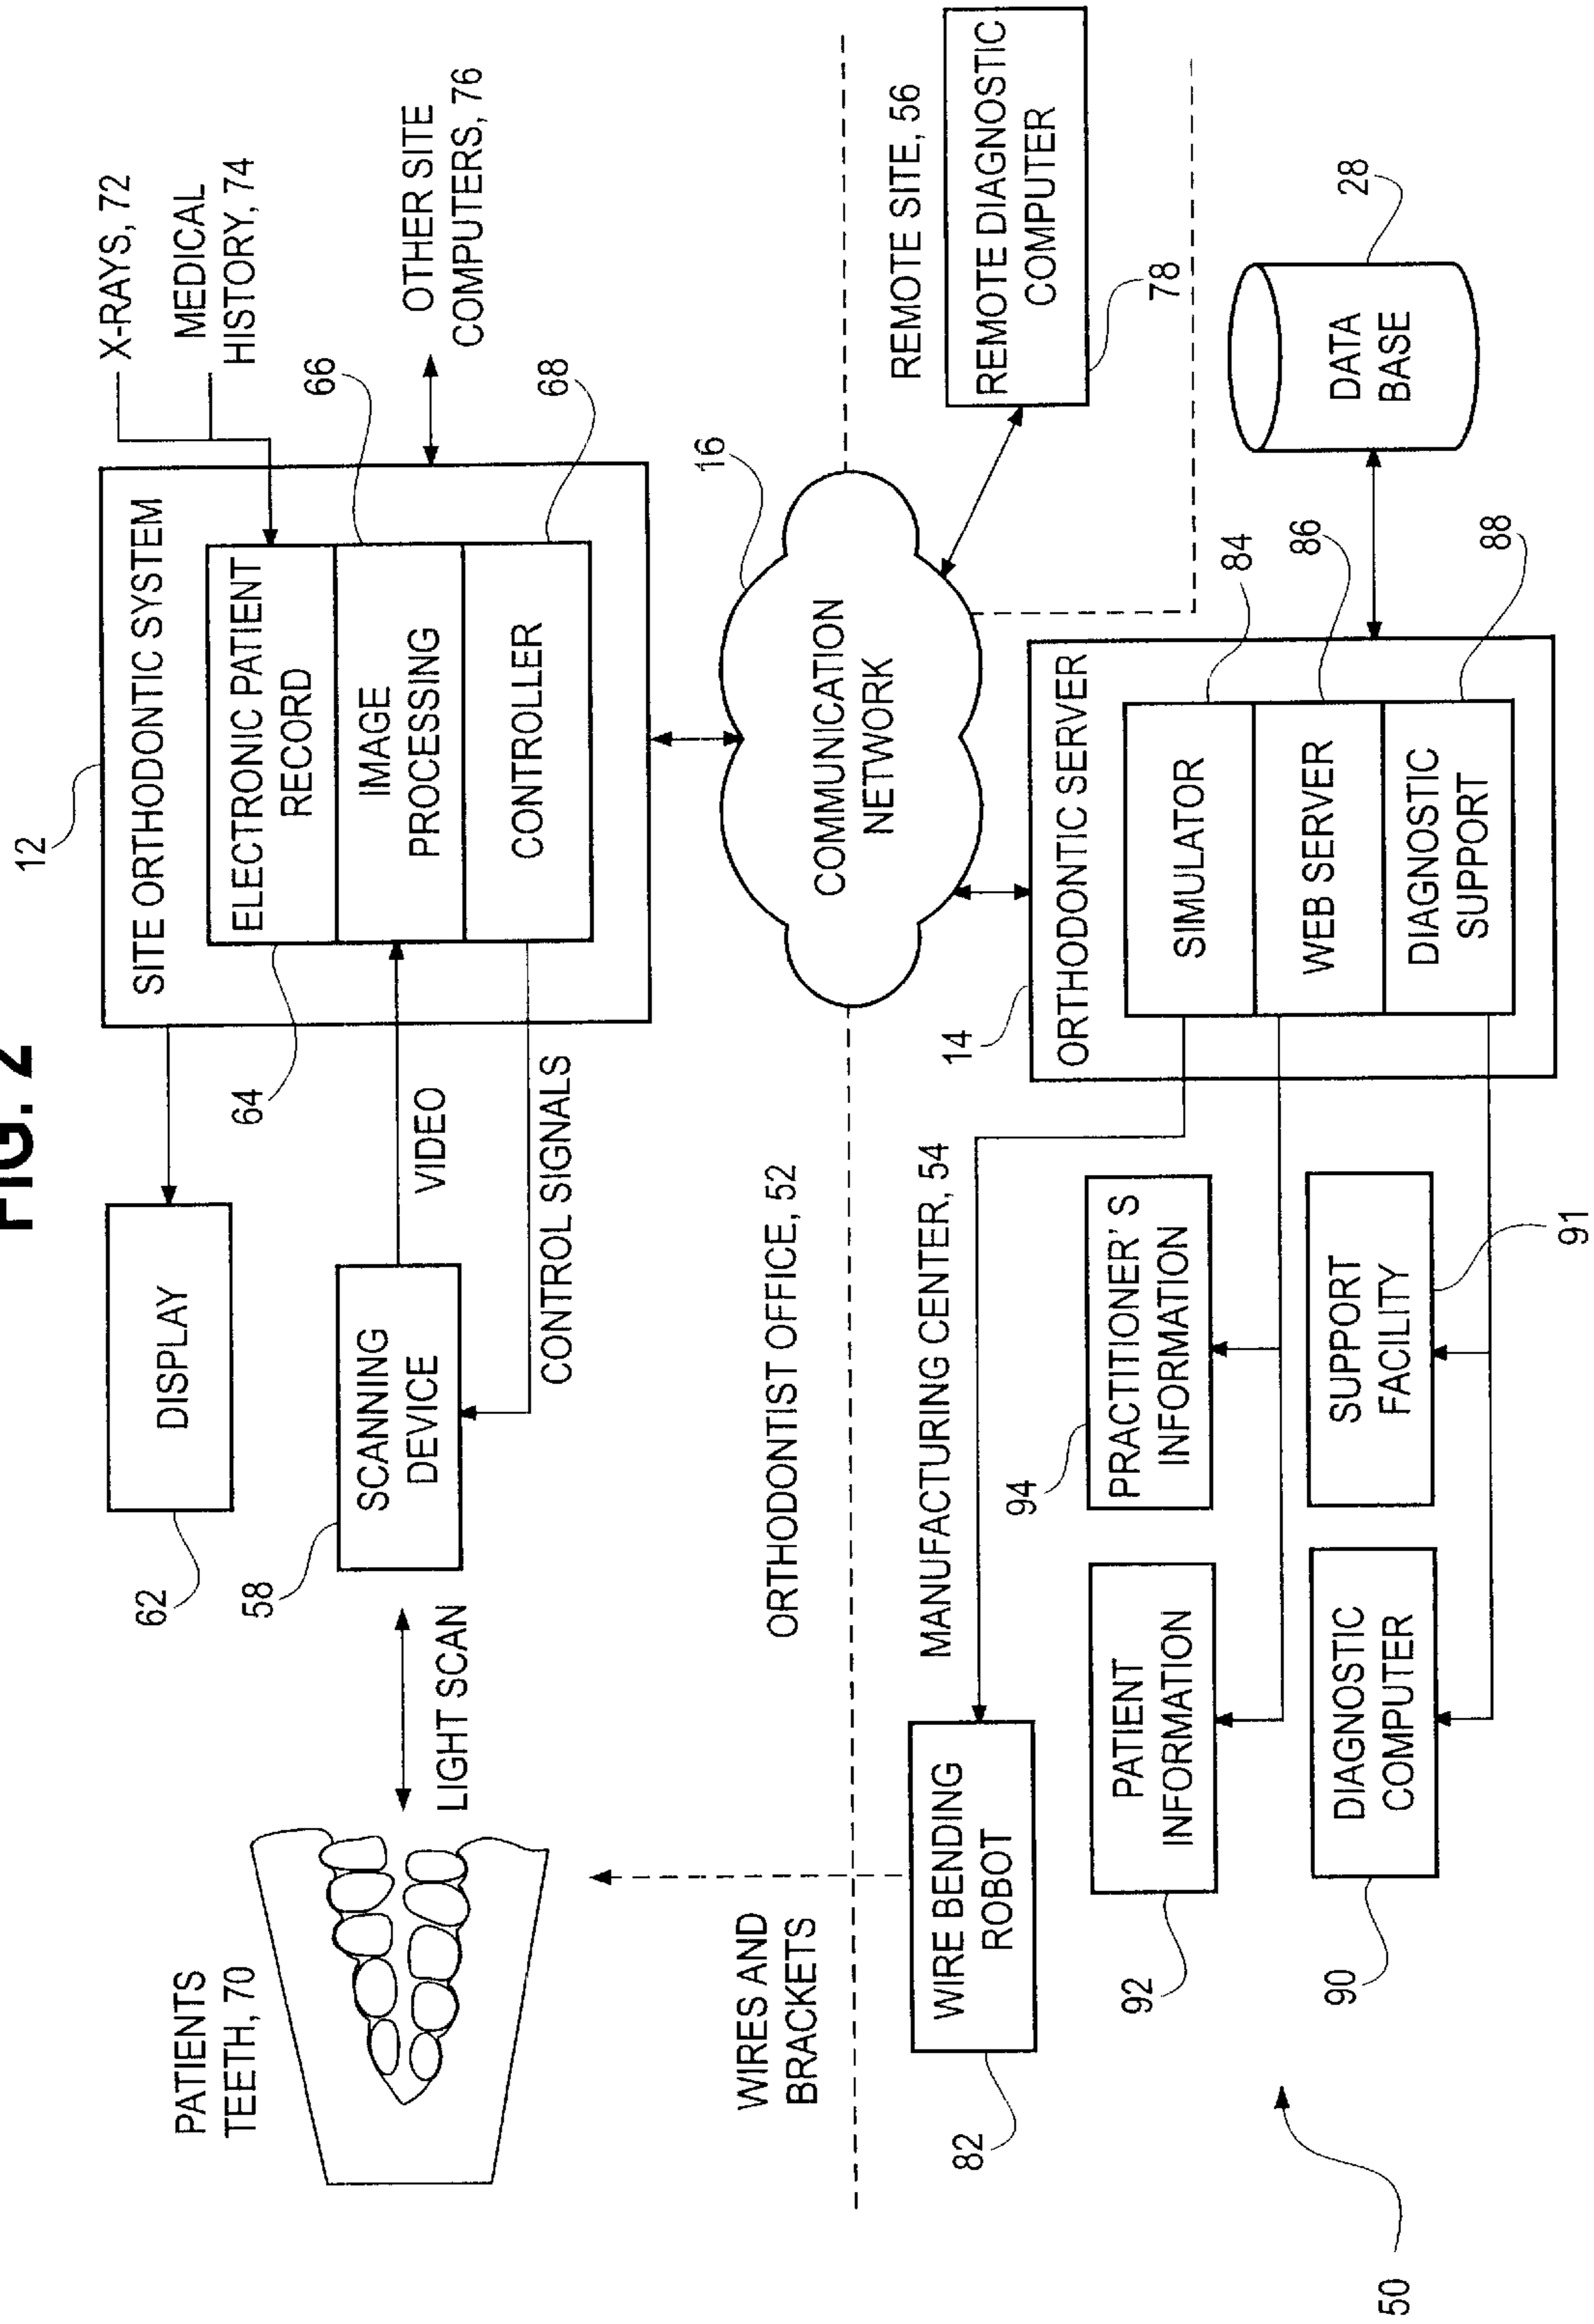 FIG. 2
12
SITE ORTHODONTIC SYSTEM
ELECTRONIC PATIENT
RECORD
IMAGE
PROCESSING
CONTROLLER
64
66
68
X-RAYS, 72
MEDICAL
HISTORY, 74
OTHER SITE
COMPUTERS, 76
DISPLAY
62
SCANNING
DEVICE
58
VIDEO
CONTROL SIGNALS
LIGHT SCAN
PATIENTS
TEETH, 70
WIRES AND
BRACKETS
ORTHODONTIST OFFICE, 52
MANUFACTURING CENTER, 54
COMMUNICATION
NETWORK
16
REMOTE SITE, 56
REMOTE DIAGNOSTIC
COMPUTER
78
WIRE BENDING
ROBOT
82
14
ORTHODONTIC SERVER
SIMULATOR
WEB SERVER
DIAGNOSTIC
SUPPORT
84
86
88
DATA
BASE
28
PATIENT
INFORMATION
92
PRACTITIONER'S
INFORMATION
94
DIAGNOSTIC
COMPUTER
90
SUPPORT
FACILITY
91
50